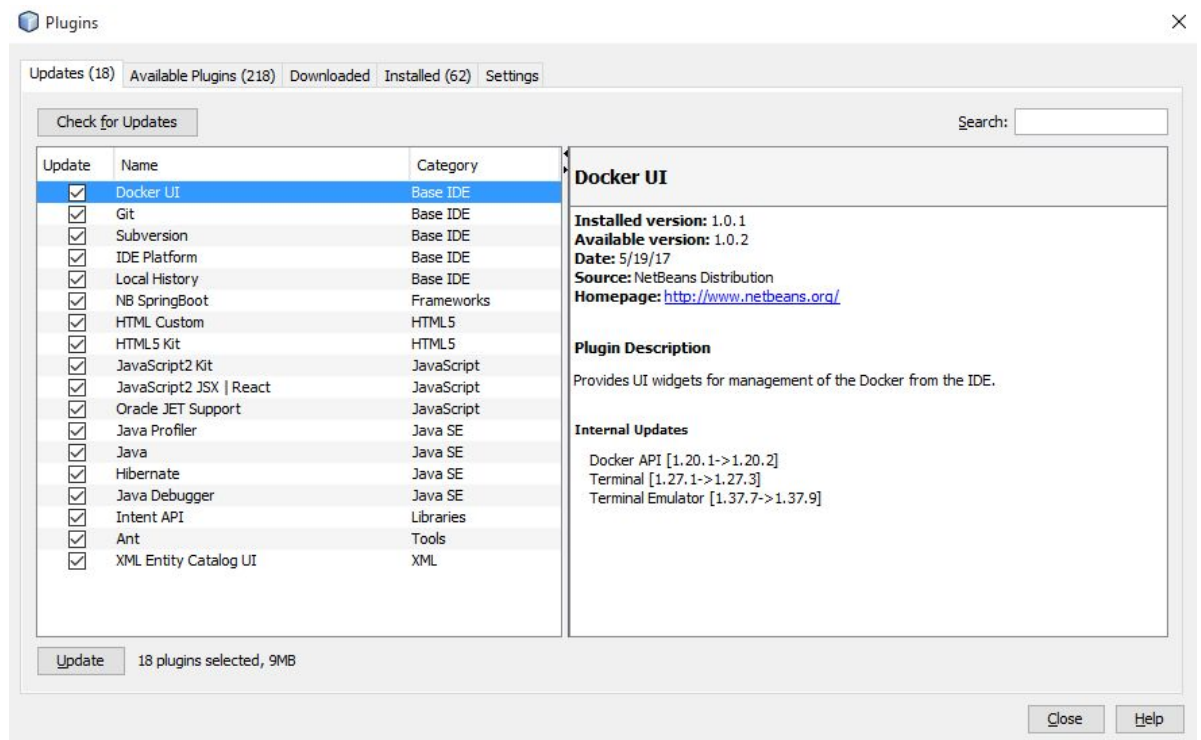 Plugins
Updates (18) Available Plugins (218) Downloaded Installed (62) Settings
Check for Updates Search:
Update Name Category
Docker UI Base IDE
Git Base IDE
Subversion Base IDE
IDE Platform Base IDE
Local History Base IDE
NB SpringBoot Frameworks
HTML Custom HTML5
HTML5 Kit HTML5
JavaScript2 Kit JavaScript
JavaScript2 JSX | React JavaScript
Oracle JET Support JavaScript
Java Profiler Java SE
Java Java SE
Hibernate Java SE
Java Debugger Java SE
Intent API Libraries
Ant Tools
XML Entity Catalog UI XML
Docker UI
Installed version: 1.0.1
Available version: 1.0.2
Date: 5/19/17
Source: NetBeans Distribution
Homepage: http://www.netbeans.org/
Plugin Description
Provides UI widgets for management of the Docker from the IDE.
Internal Updates
Docker API [1.20.1->1.20.2]
Terminal [1.27.1->1.27.3]
Terminal Emulator [1.37.7->1.37.9]
Update 18 plugins selected, 9MB
Close Help